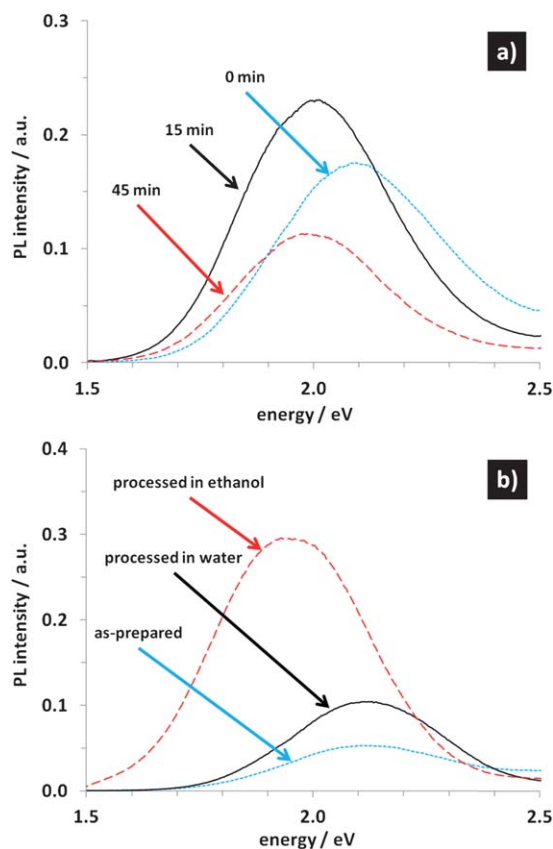 a)
0.3
0 min
15 min
0.2
45 min
PL intensity / a.u.
0.1
0.0
1.5 2.0 2.5
energy / eV
b)
0.4
processed in ethanol
0.3
processed in water
0.2
as-prepared
PL intensity / a.u.
0.1
0.0
1.5 2.0 2.5
energy / eV